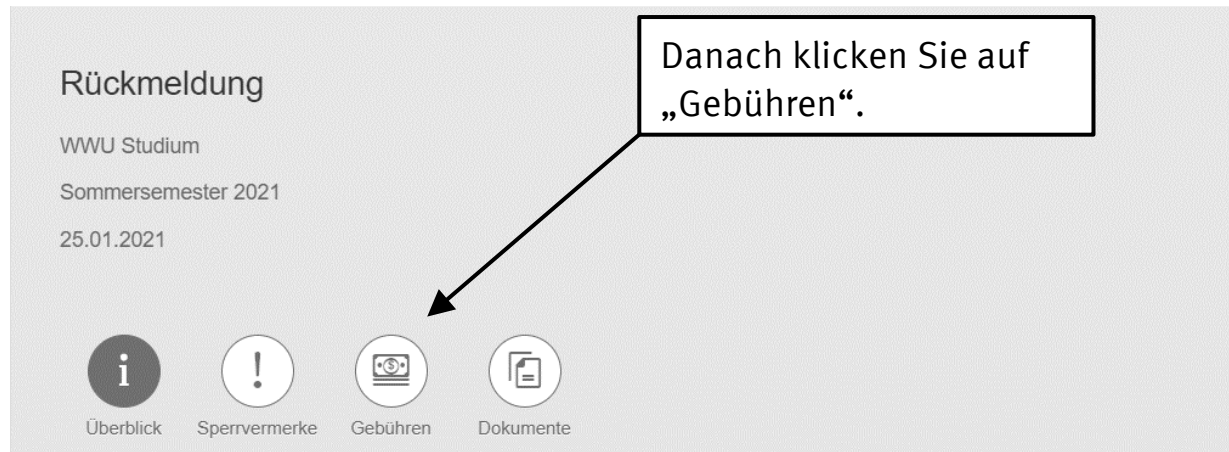 Danach klicken Sie auf
„Gebühren“.
Rückmeldung
WWU Studium
Sommersemester 2021
25.01.2021
i ! $
Überblick Sperrvermerke Gebühren Dokumente